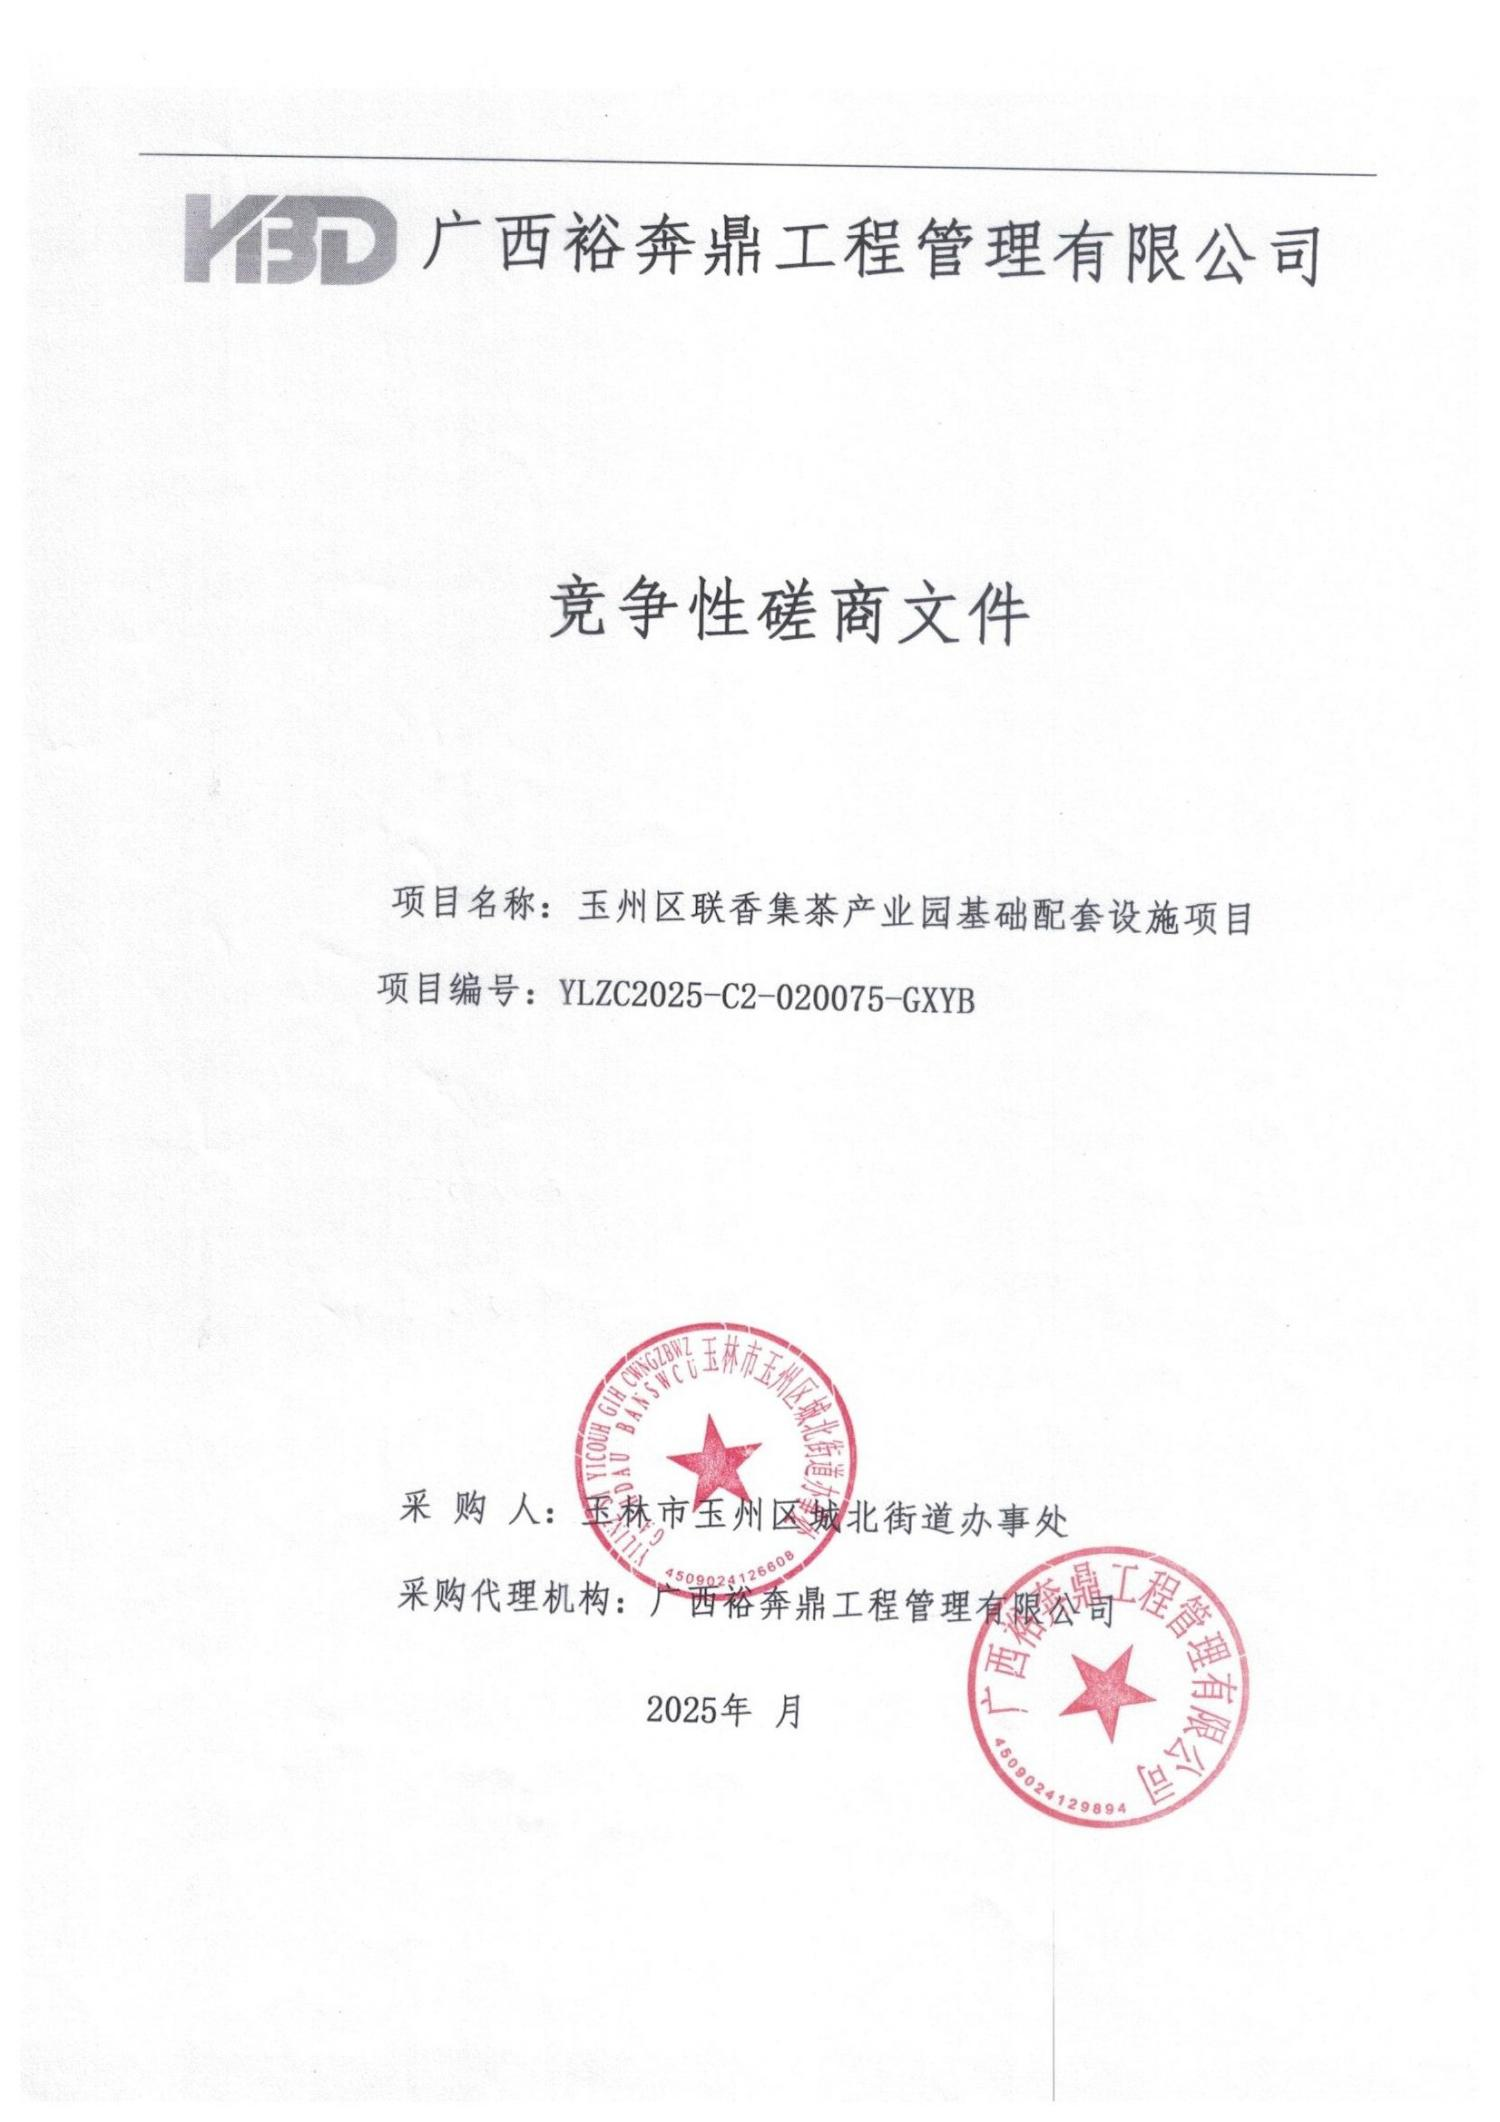 YBD 广西裕奔鼎工程管理有限公司
竞争性磋商文件
项目名称：玉州区联香集茶产业园基础配套设施项目
项目编号：YLZC2025-C2-020075-GXYB
玉林市玉州区城北街道办事处
YICOUH GIH CWNGZBWZ
BANSWCU
4509024126608
采 购 人：玉林市玉州区城北街道办事处
采购代理机构：广西裕奔鼎工程管理有限公司
2025年 月
广西裕奔鼎工程管理有限公司
4509024129894